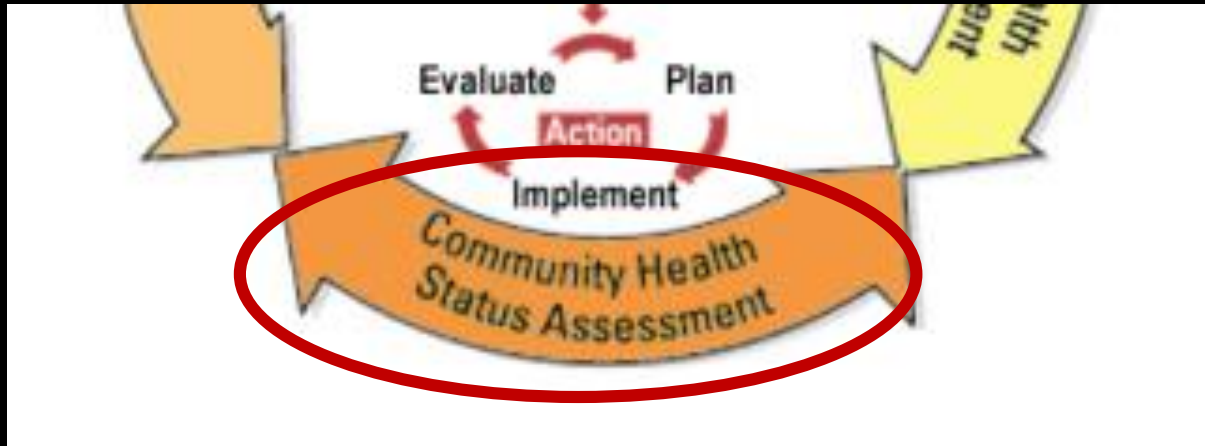 Evaluate
Plan
Action
Implement
Community Health
Status Assessment